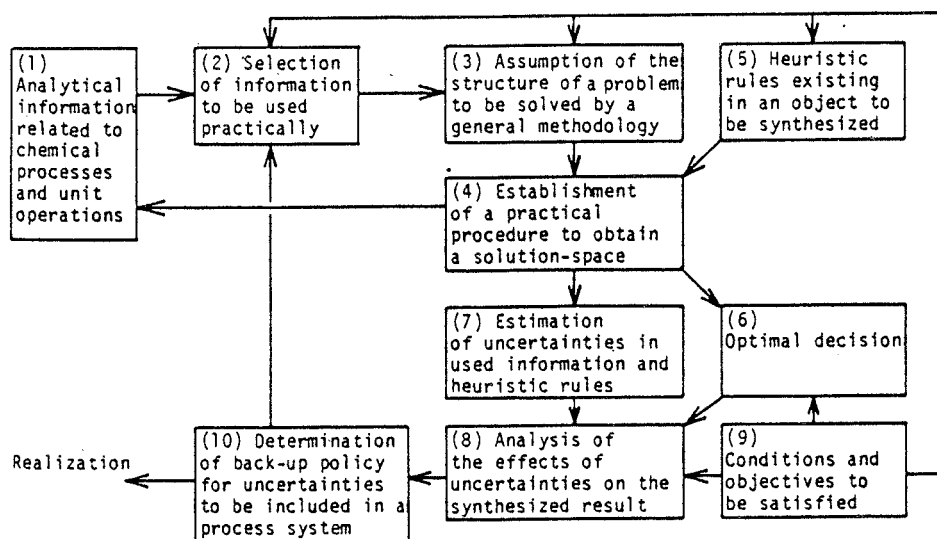 (1)
Analytical
information
related to
chemical
processes
and unit
operations
(2) Selection
of information
to be used
practically
(3) Assumption of the
structure of a problem
to be solved by a
general methodology
(5) Heuristic
rules existing
in an object to
be synthesized
(4) Establishment
of a practical
procedure to obtain
a solution-space
(7) Estimation
of uncertainties in
used information and
heuristic rules
(6)
Optimal decision
Realization
(10) Determination
of back-up policy
for uncertainties
to be included in a
process system
(8) Analysis of
the effects of
uncertainties on the
synthesized result
(9)
Conditions and
objectives to
be satisfied